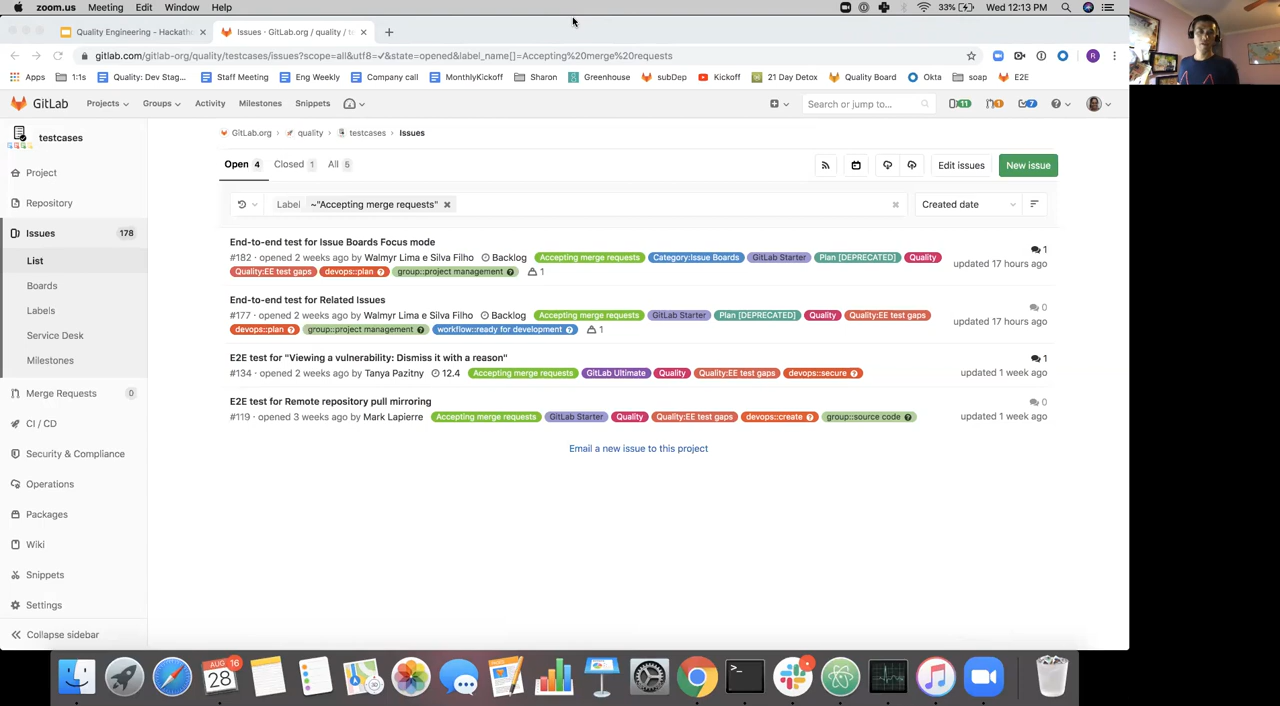 zoom.us Meeting Edit Window Help 33% Wed 12:13 PM
Quality Engineering - Hackatho Issues · GitLab.org / quality / t
gitlab.com/gitlab-org/quality/testcases/issues?scope=all&utf8=✓&state=opened&label_name[]=Accepting%20merge%20requests R
Apps 1:1s Quality: Dev Stag... Staff Meeting Eng Weekly Company call MonthlyKickoff Sharon Greenhouse subDep Kickoff 21 Day Detox Quality Board Okta soap E2E
GitLab Projects Groups Activity Milestones Snippets Search or jump to... 11 1 7
testcases
GitLab.org > quality > testcases > Issues
Open 4 Closed 1 All 5 Edit issues New issue
Project
Repository
Issues 178
List
Boards
Labels
Service Desk
Milestones
Merge Requests 0
CI / CD
Security & Compliance
Operations
Packages
Wiki
Snippets
Settings
Collapse sidebar
Label ~"Accepting merge requests" Created date
End-to-end test for Issue Boards Focus mode 1
#182 · opened 2 weeks ago by Walmyr Lima e Silva Filho Backlog Accepting merge requests Category:Issue Boards GitLab Starter Plan [DEPRECATED] Quality updated 17 hours ago
Quality:EE test gaps devops::plan group::project management 1
End-to-end test for Related Issues 0
#177 · opened 2 weeks ago by Walmyr Lima e Silva Filho Backlog Accepting merge requests GitLab Starter Plan [DEPRECATED] Quality Quality:EE test gaps updated 17 hours ago
devops::plan group::project management workflow::ready for development 1
E2E test for "Viewing a vulnerability: Dismiss it with a reason" 1
#134 · opened 2 weeks ago by Tanya Pazitny 12.4 Accepting merge requests GitLab Ultimate Quality Quality:EE test gaps devops::secure updated 1 week ago
E2E test for Remote repository pull mirroring 0
#119 · opened 3 weeks ago by Mark Lapierre Accepting merge requests GitLab Starter Quality Quality:EE test gaps devops::create group::source code updated 1 week ago
Email a new issue to this project
AUG 16
28